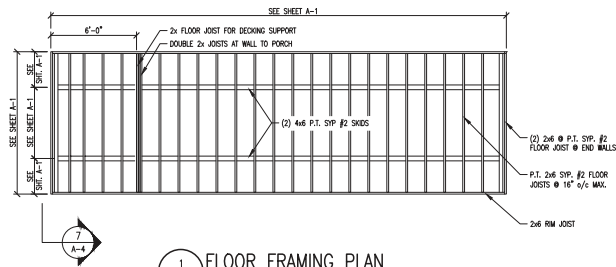 SEE SHEET A-1
6'-0"
2x FLOOR JOIST FOR DECKING SUPPORT
DOUBLE 2x JOISTS AT WALL TO PORCH
SEE SHEET A-1
SEE SHEET A-1
SEE
SHT. A-1
SEE
SHT. A-1
(2) 4x6 P.T. SYP #2 SKIDS
(2) 2x6 @ P.T. SYP. #2
FLOOR JOIST @ END WALLS
P.T. 2x6 SYP. #2 FLOOR
JOISTS @ 16" o/c MAX.
2x6 RIM JOIST
7
A-4
1
FLOOR FRAMING PLAN